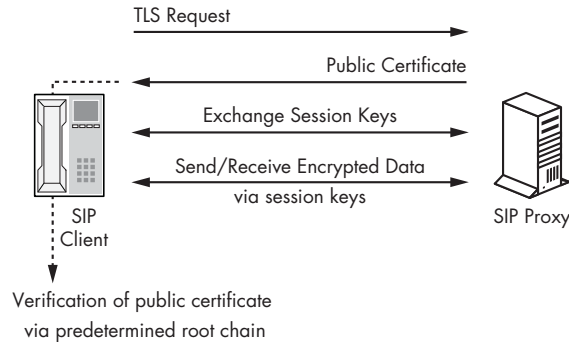 TLS Request
Public Certificate
Exchange Session Keys
Send/Receive Encrypted Data
via session keys
SIP
Client
SIP Proxy
Verification of public certificate
via predetermined root chain